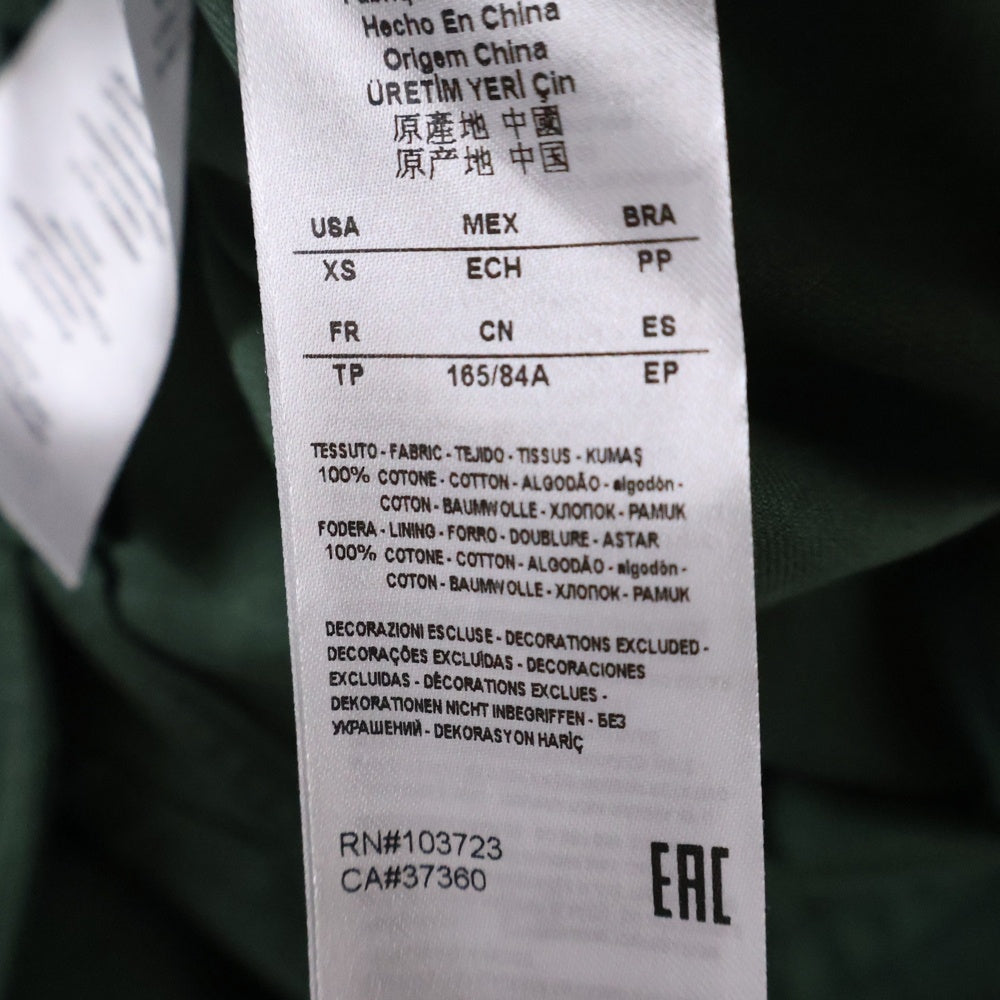 Hecho En China
Origem China
ÜRETİM YERİ Çin
原產地 中國
原产地 中国
USA MEX BRA
XS ECH PP
FR CN ES
TP 165/84A EP
TESSUTO - FABRIC - TEJIDO - TISSUS - KUMAŞ
100% COTONE - COTTON - ALGODÃO - algodòn -
COTON - BAUMWOLLE - ХЛОПОК - PAMUK
FODERA - LINING - FORRO - DOUBLURE - ASTAR
100% COTONE - COTTON - ALGODÃO - algodòn -
COTON - BAUMWOLLE - ХЛОПОК - PAMUK
DECORAZIONI ESCLUSE - DECORATIONS EXCLUDED -
DECORAÇÕES EXCLUÍDAS - DECORACIONES
EXCLUIDAS - DÉCORATIONS EXCLUES -
DEKORATIONEN NICHT INBEGRIFFEN - БЕЗ
УКРАШЕНИЙ - DEKORASYON HARİÇ
RN#103723
CA#37360
EAC